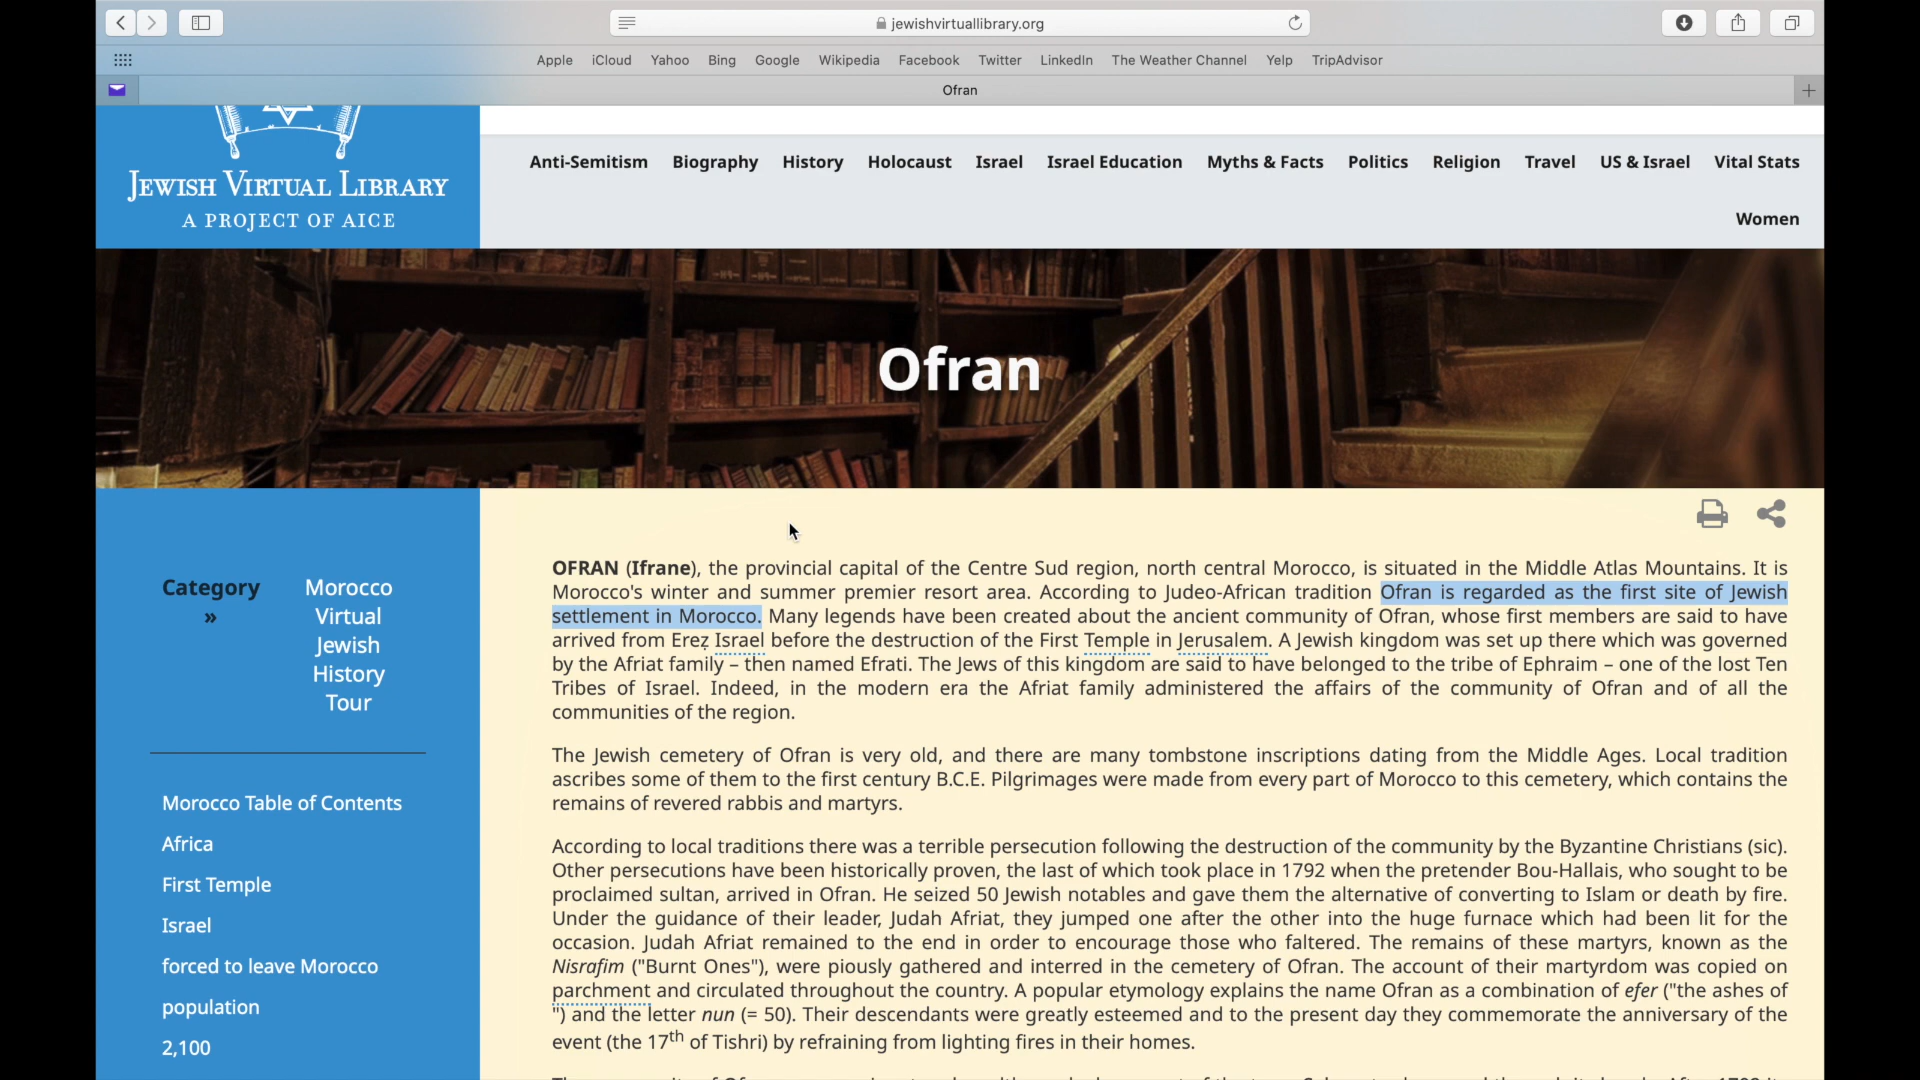 jewishvirtuallibrary.org
Apple iCloud Yahoo Bing Google Wikipedia Facebook Twitter LinkedIn The Weather Channel Yelp TripAdvisor
Ofran
JEWISH VIRTUAL LIBRARY
A PROJECT OF AICE
Anti-Semitism Biography History Holocaust Israel Israel Education Myths & Facts Politics Religion Travel US & Israel Vital Stats
Women
Ofran
Category
»
Morocco
Virtual
Jewish
History
Tour
Morocco Table of Contents
Africa
First Temple
Israel
forced to leave Morocco
population
2,100
OFRAN (Ifrane), the provincial capital of the Centre Sud region, north central Morocco, is situated in the Middle Atlas Mountains. It is
Morocco's winter and summer premier resort area. According to Judeo-African tradition Ofran is regarded as the first site of Jewish
settlement in Morocco. Many legends have been created about the ancient community of Ofran, whose first members are said to have
arrived from Ereẓ Israel before the destruction of the First Temple in Jerusalem. A Jewish kingdom was set up there which was governed
by the Afriat family – then named Efrati. The Jews of this kingdom are said to have belonged to the tribe of Ephraim – one of the lost Ten
Tribes of Israel. Indeed, in the modern era the Afriat family administered the affairs of the community of Ofran and of all the
communities of the region.
The Jewish cemetery of Ofran is very old, and there are many tombstone inscriptions dating from the Middle Ages. Local tradition
ascribes some of them to the first century B.C.E. Pilgrimages were made from every part of Morocco to this cemetery, which contains the
remains of revered rabbis and martyrs.
According to local traditions there was a terrible persecution following the destruction of the community by the Byzantine Christians (sic).
Other persecutions have been historically proven, the last of which took place in 1792 when the pretender Bou-Hallais, who sought to be
proclaimed sultan, arrived in Ofran. He seized 50 Jewish notables and gave them the alternative of converting to Islam or death by fire.
Under the guidance of their leader, Judah Afriat, they jumped one after the other into the huge furnace which had been lit for the
occasion. Judah Afriat remained to the end in order to encourage those who faltered. The remains of these martyrs, known as the
Nisrafim ("Burnt Ones"), were piously gathered and interred in the cemetery of Ofran. The account of their martyrdom was copied on
parchment and circulated throughout the country. A popular etymology explains the name Ofran as a combination of efer ("the ashes of
") and the letter nun (= 50). Their descendants were greatly esteemed and to the present day they commemorate the anniversary of the
event (the 17th of Tishri) by refraining from lighting fires in their homes.